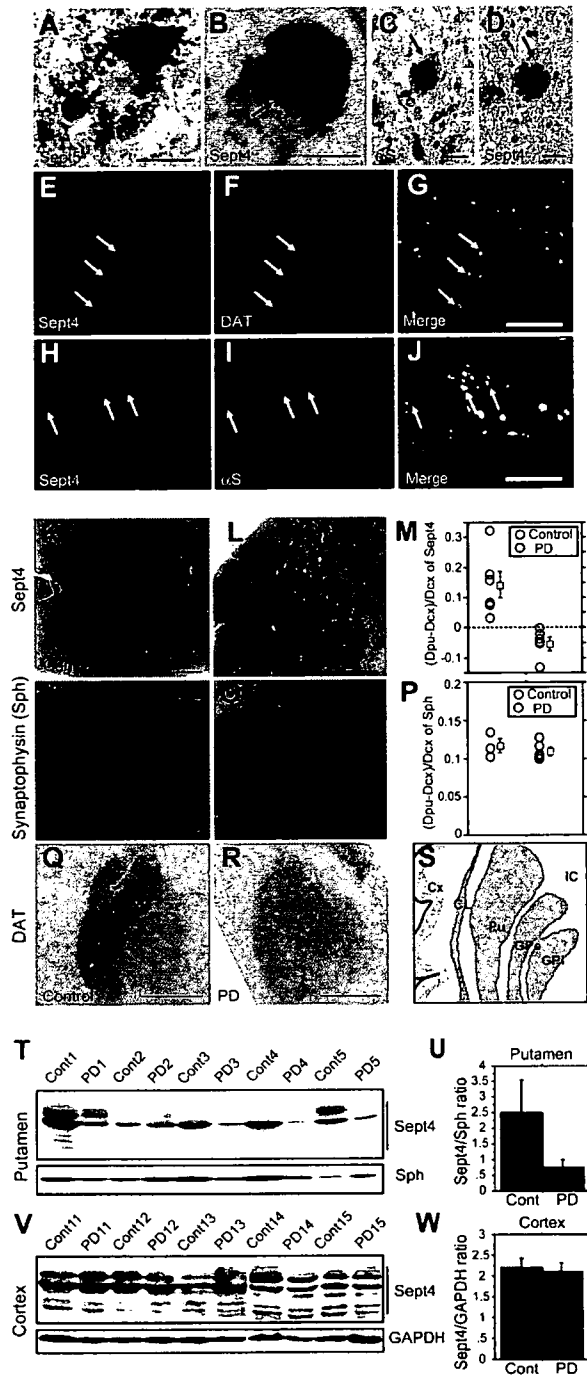 A B C D
Sept4 Sept4
E F G
Sept4 DAT Merge
H I J
Sept4 αS Merge
L M
Sept4
0.3
0.2
0.1
0
-0.1
(Dpu-Dcx)/Dcx of Sept4
Control
PD
P
Synaptophysin (Sph)
0.2
0.15
0.1
0.05
0
(Dpu-Dcx)/Dcx of Sph
Control
PD
Q R S
DAT
Control PD
Cx IC
Pu
GPe
GPi
T
Cont1 PD1 Cont2 PD2 Cont3 PD3 Cont4 PD4 Cont5 PD5
Putamen
Sept4
Sph
U
Putamen
Sept4/Sph ratio
4
3.5
3
2.5
2
1.5
1
.5
0
Cont PD
V
Cont11 PD11 Cont12 PD12 Cont13 PD13 Cont14 PD14 Cont15 PD15
Cortex
Sept4
GAPDH
W
Cortex
Sept4/GAPDH ratio
3
2.5
2
1.5
1
.5
0
Cont PD